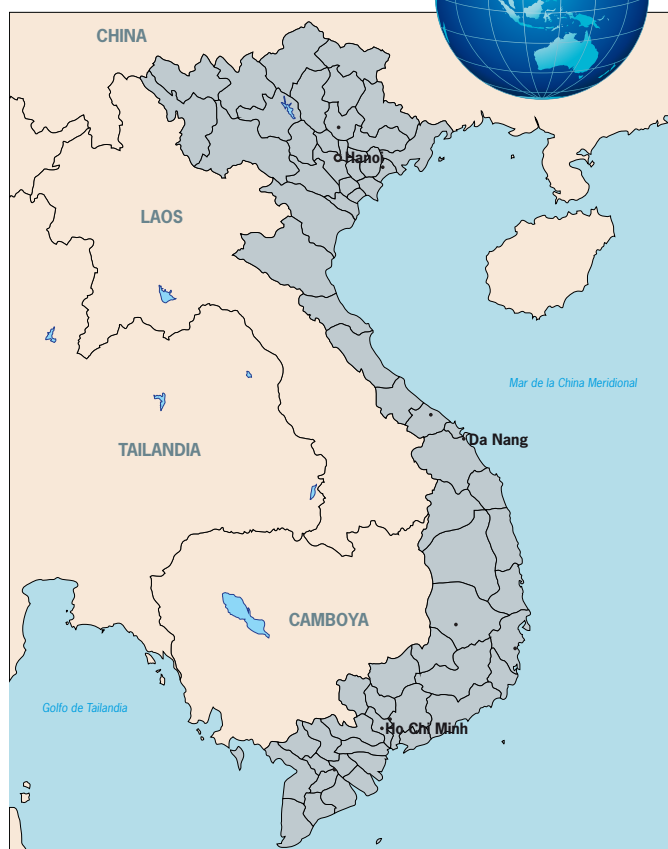 CHINA
Hanoi
LAOS
Mar de la China Meridional
Da Nang
TAILANDIA
CAMBOYA
Golfo de Tailandia
Ho Chi Minh